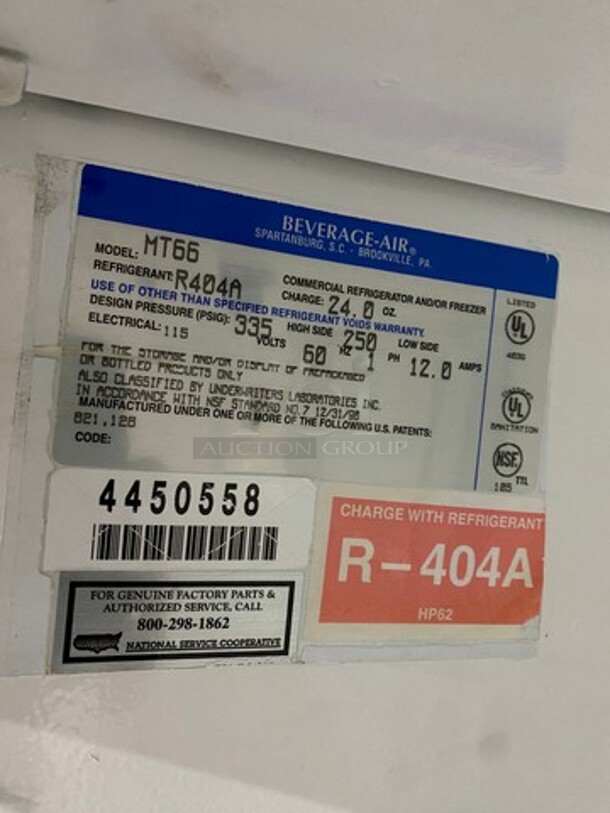 BEVERAGE-AIR®
SPARTANBURG, S.C. - BROOKVILLE, PA
MODEL: MT66
COMMERCIAL REFRIGERATOR AND/OR FREEZER
REFRIGERANT: R404A CHARGE: 24.0 OZ.
USE OF OTHER THAN SPECIFIED REFRIGERANT VOIDS WARRANTY.
DESIGN PRESSURE (PSIG): 335 HIGH SIDE 250 LOW SIDE
ELECTRICAL: 115 VOLTS 60 HZ 1 PH 12.0 AMPS
FOR THE STORAGE AND/OR DISPLAY OF PREPACKAGED
OR BOTTLED PRODUCTS ONLY
ALSO CLASSIFIED BY UNDERWRITERS LABORATORIES INC.
IN ACCORDANCE WITH NSF STANDARD NO.7 12/31/98
MANUFACTURED UNDER ONE OR MORE OF THE FOLLOWING U.S. PATENTS:
821,128
CODE:
LISTED
UL
403G
CLASSIFIED
UL
SANITATION
NSF
TTL
105
AUCTION GROUP
4450558
CHARGE WITH REFRIGERANT
R-404A
HP62
FOR GENUINE FACTORY PARTS &
AUTHORIZED SERVICE, CALL
800-298-1862
NATIONAL SERVICE COOPERATIVE